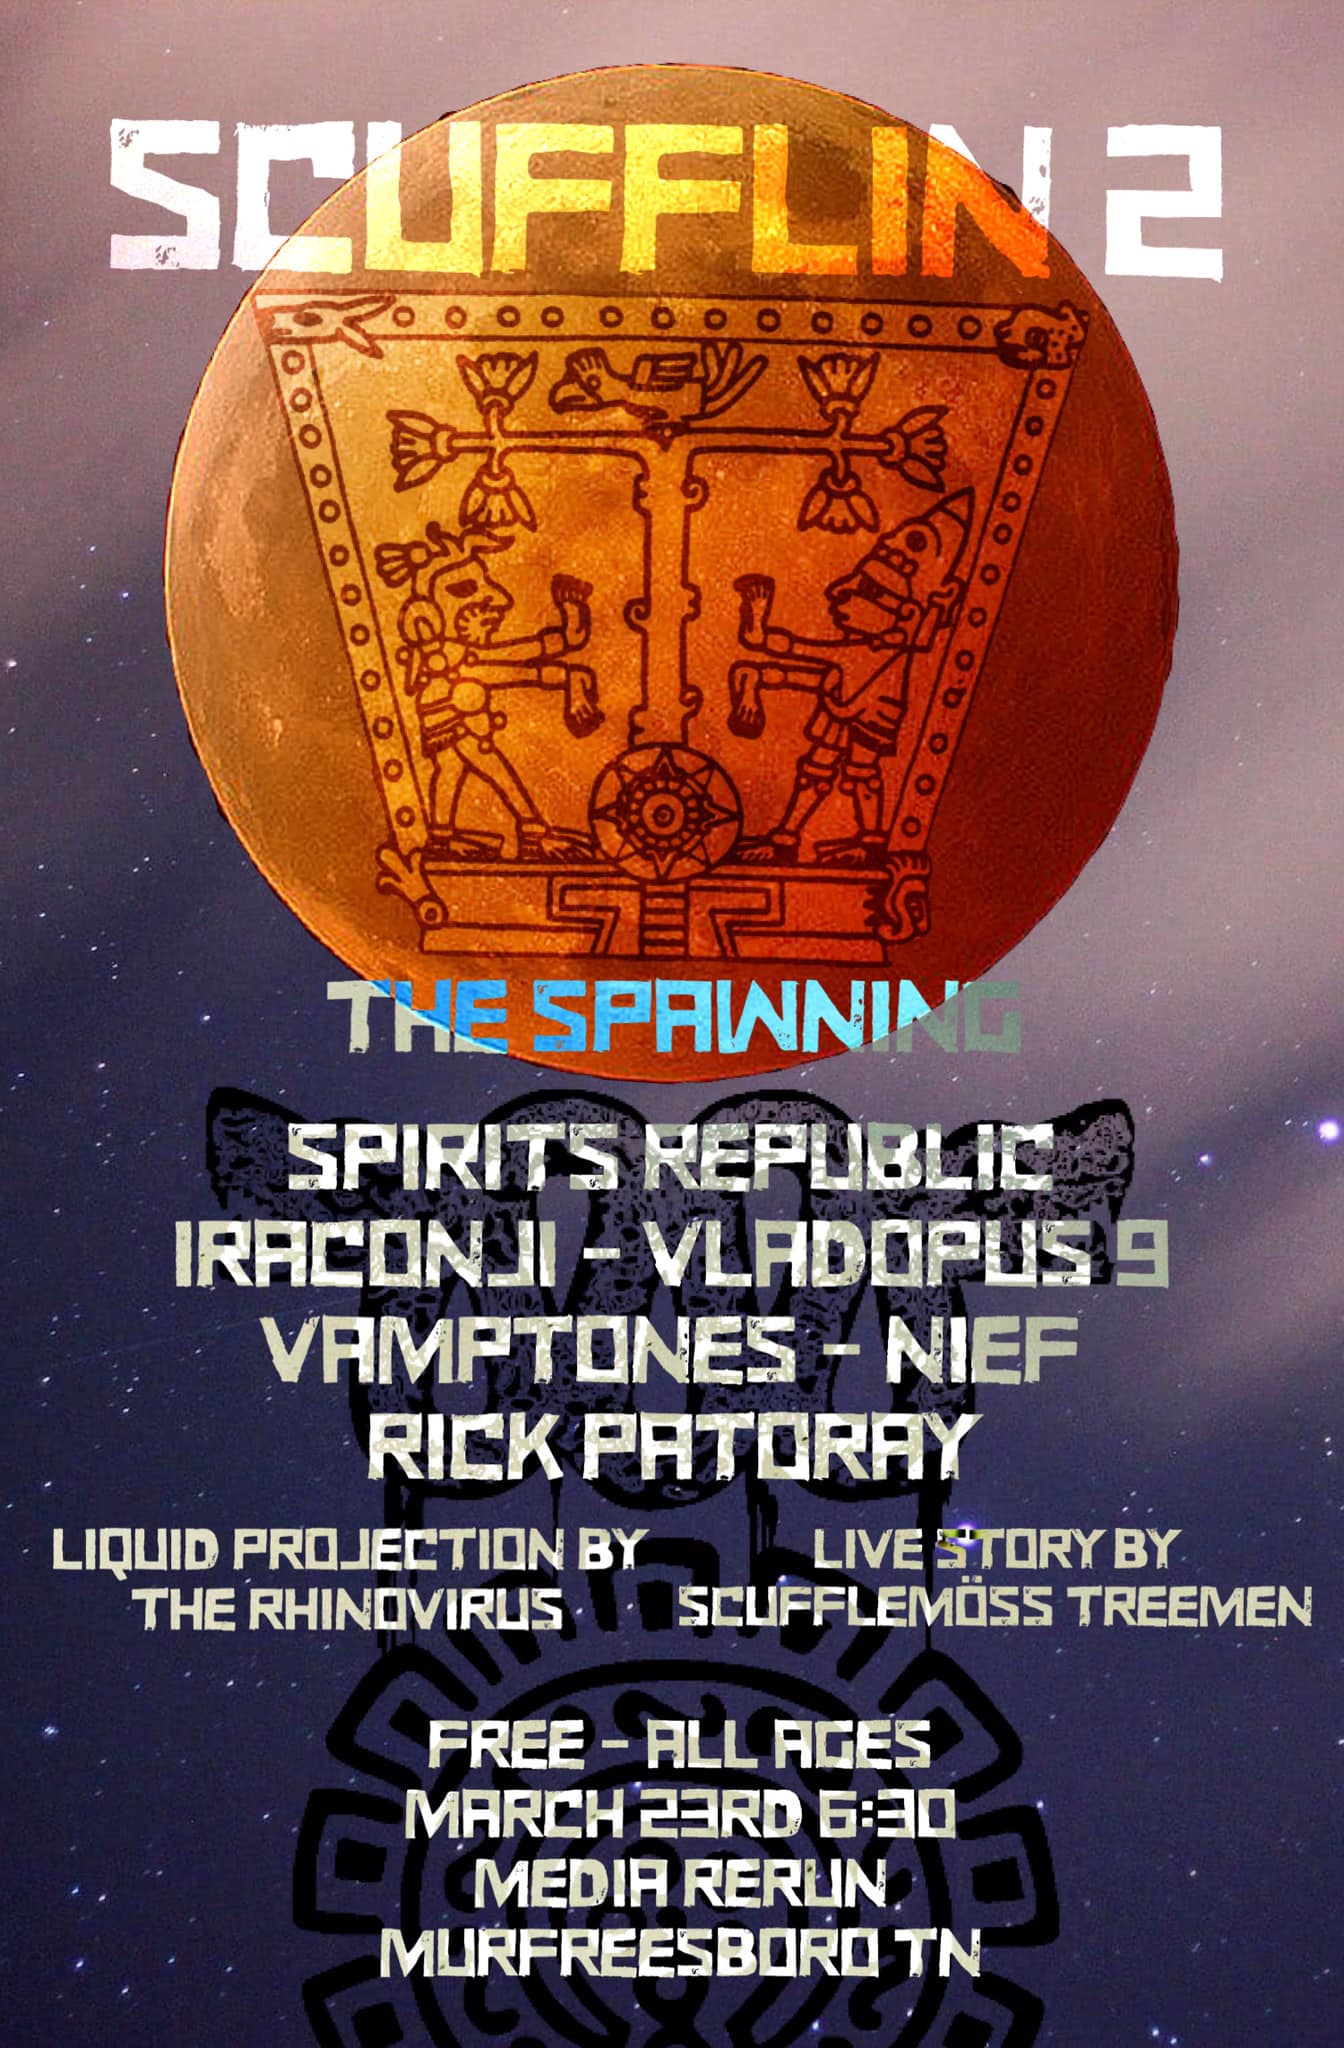 SCUFFLIN 2
THE SPAWNING
SPIRITS REPUBLIC
IRACONJI - VLADOPUS 9
VAMPTONES - NIEF
RICK PATORAY
LIQUID PROJECTION BY
THE RHINOVIRUS
LIVE STORY BY
SCUFFLEMÖSS TREEMEN
FREE - ALL AGES
MARCH 23RD 6:30
MEDIA RERUN
MURFREESBORO TN